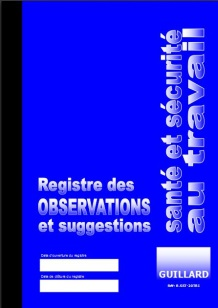 santé et sécurité
au travail
Registre des
OBSERVATIONS
et suggestions
Date d'ouverture du registre
Date de clôture du registre
GUILLARD